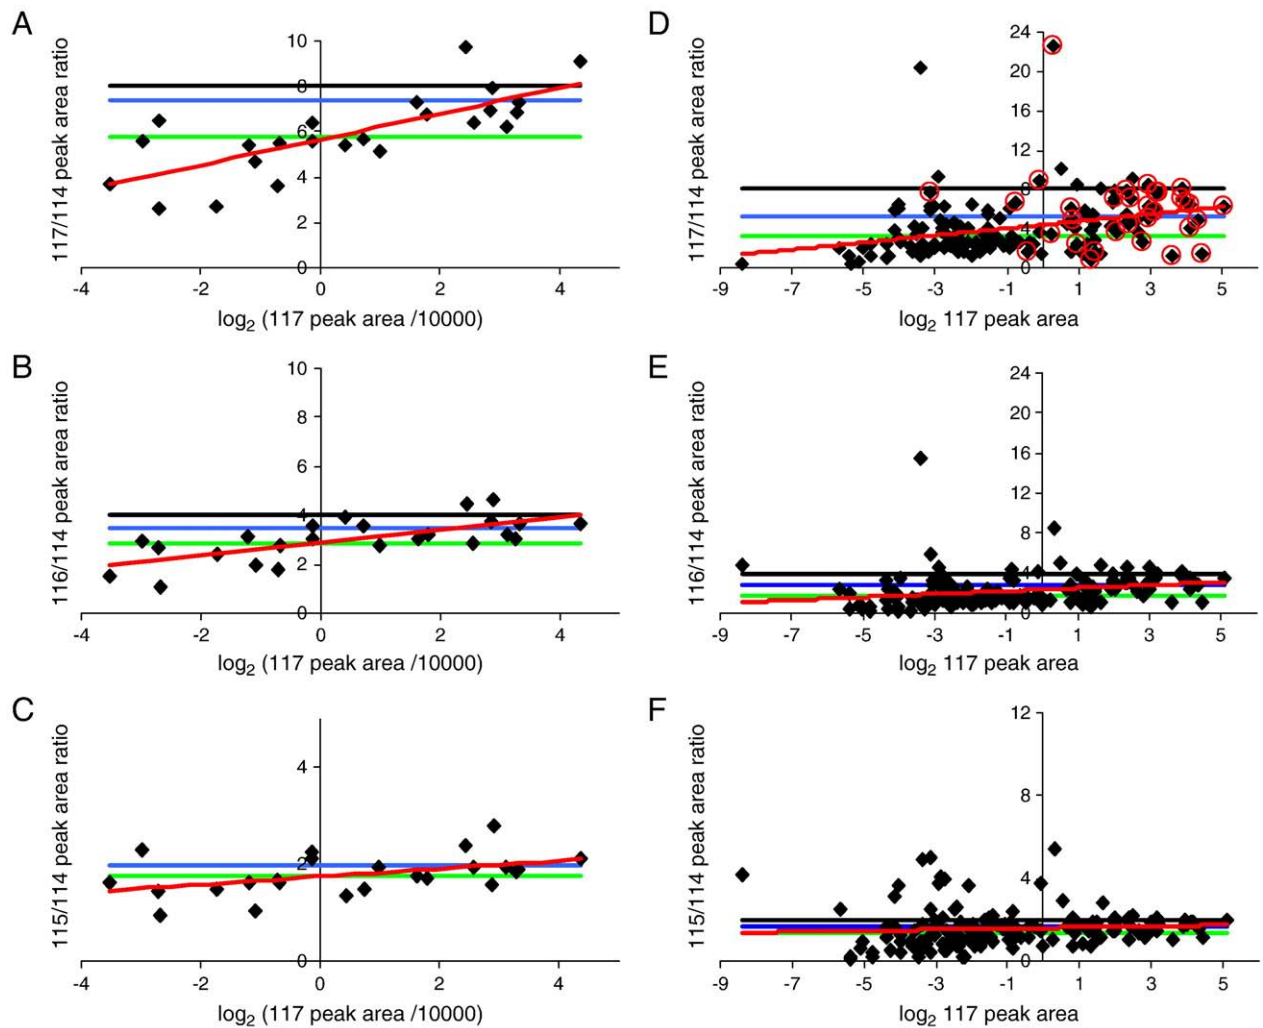 A
117/114 peak area ratio
10
8
6
4
2
0
-4 -2 0 2 4
log2 (117 peak area /10000)
B
116/114 peak area ratio
10
8
6
4
2
0
-4 -2 0 2 4
log2 (117 peak area /10000)
C
115/114 peak area ratio
4
2
0
-4 -2 0 2 4
log2 (117 peak area /10000)
D
117/114 peak area ratio
24
20
16
12
8
4
0
-9 -7 -5 -3 -1 1 3 5
log2 117 peak area
E
116/114 peak area ratio
24
20
16
12
8
4
0
-9 -7 -5 -3 -1 1 3 5
log2 117 peak area
F
115/114 peak area ratio
12
8
4
0
-9 -7 -5 -3 -1 1 3 5
log2 117 peak area